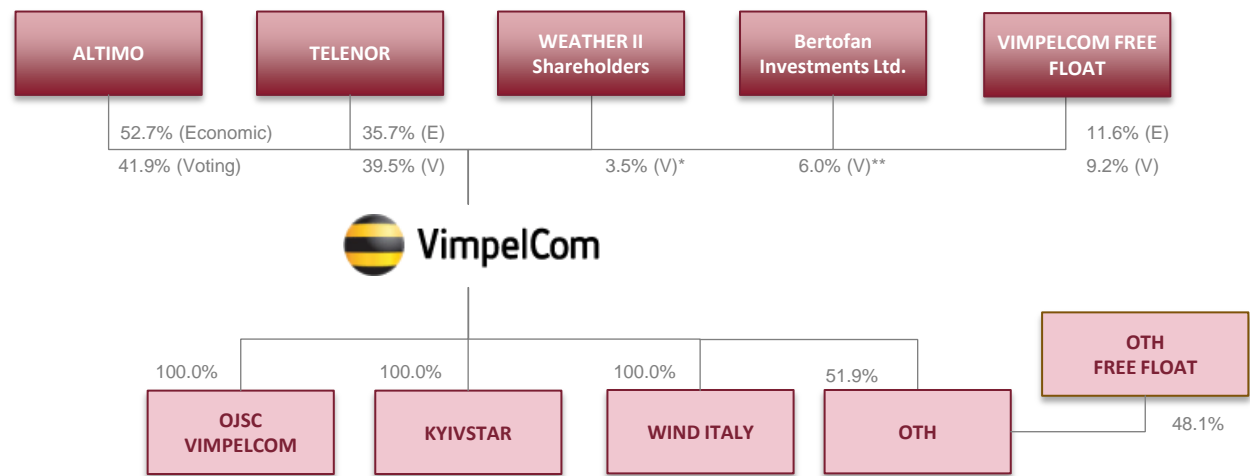 ALTIMO
TELENOR
WEATHER II
Shareholders
Bertofan
Investments Ltd.
VIMPELCOM FREE
FLOAT
52.7% (Economic)
35.7% (E)
11.6% (E)
41.9% (Voting)
39.5% (V)
3.5% (V)*
6.0% (V)**
9.2% (V)
VimpelCom
100.0%
100.0%
100.0%
51.9%
OTH
FREE FLOAT
OJSC
VIMPELCOM
KYIVSTAR
WIND ITALY
OTH
48.1%